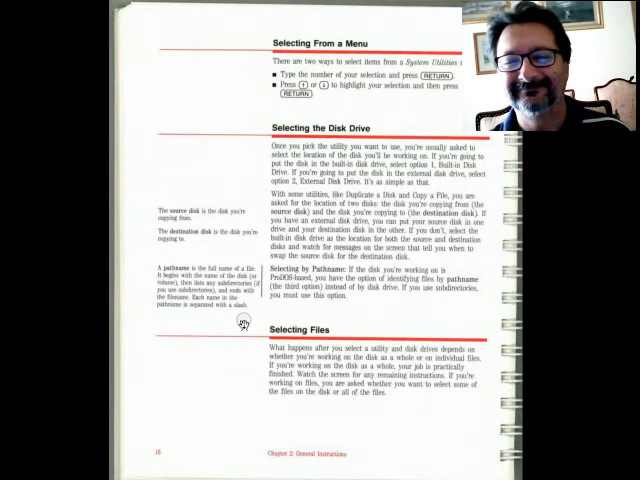 Selecting From a Menu
There are two ways to select items from a System Utilities
■ Type the number of your selection and press RETURN.
■ Press ↑ or ↓ to highlight your selection and then press
RETURN.
Selecting the Disk Drive
Once you pick the utility you want to use, you're usually asked to
select the location of the disk you'll be working on. If you're going to
put the disk in the built-in disk drive, select option 1, Built-in Disk
Drive. If you're going to put the disk in the external disk drive, select
option 2, External Disk Drive. It's as simple as that.
With some utilities, like Duplicate a Disk and Copy a File, you are
asked for the location of two disks: the disk you're copying from (the
source disk) and the disk you're copying to (the destination disk). If
you have an external disk drive, you can put your source disk in one
drive and your destination disk in the other. If you don't, select the
built-in disk drive as the location for both the source and destination
disks and watch for messages on the screen that tell you when to
swap the source disk for the destination disk.
The source disk is the disk you're
copying from.
The destination disk is the disk you're
copying to.
Selecting by Pathname: If the disk you're working on is
ProDOS-based, you have the option of identifying files by pathname
(the third option) instead of by disk drive. If you use subdirectories,
you must use this option.
A pathname is the full name of a file.
It begins with the name of the disk (or
volume), then lists any subdirectories (if
you use subdirectories), and ends with
the filename. Each name in the
pathname is separated with a slash.
Selecting Files
What happens after you select a utility and disk drives depends on
whether you're working on the disk as a whole or on individual files.
If you're working on the disk as a whole, your job is practically
finished. Watch the screen for any remaining instructions. If you're
working on files, you are asked whether you want to select some of
the files on the disk or all of the files.
16
Chapter 2: General Instructions